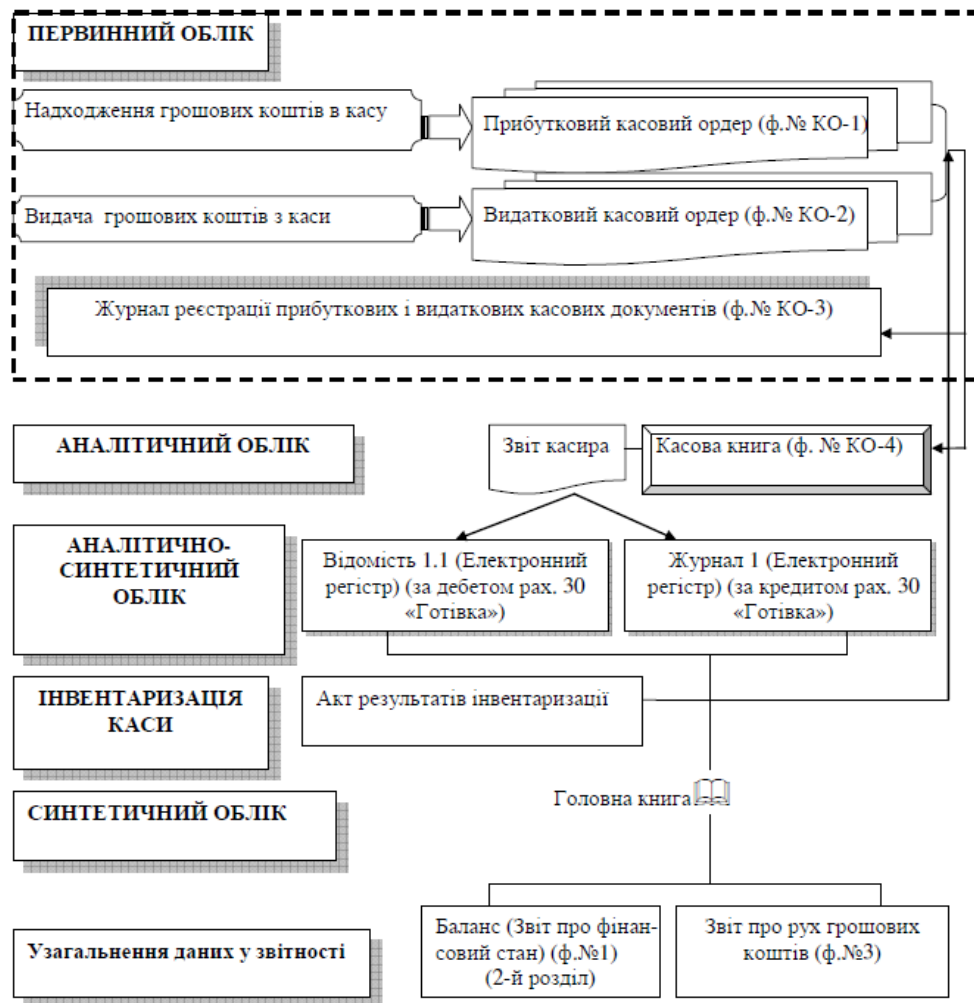 ПЕРВИННИЙ ОБЛІК
Надходження грошових коштів в касу
Прибутковий касовий ордер (ф.№ КО-1)
Видача грошових коштів з каси
Видатковий касовий ордер (ф.№ КО-2)
Журнал реєстрації прибуткових і видаткових касових документів (ф.№ КО-3)
АНАЛІТИЧНИЙ ОБЛІК
Звіт касира
Касова книга (ф. № КО-4)
АНАЛІТИЧНО-
СИНТЕТИЧНИЙ
ОБЛІК
Відомість 1.1 (Електронний
регістр) (за дебетом рах. 30
«Готівка»)
Журнал 1 (Електронний
регістр) (за кредитом рах. 30
«Готівка»)
ІНВЕНТАРИЗАЦІЯ
КАСИ
Акт результатів інвентаризації
Головна книга
СИНТЕТИЧНИЙ ОБЛІК
Узагальнення даних у звітності
Баланс (Звіт про фінан-
совий стан) (ф.№1)
(2-й розділ)
Звіт про рух грошових
коштів (ф.№3)